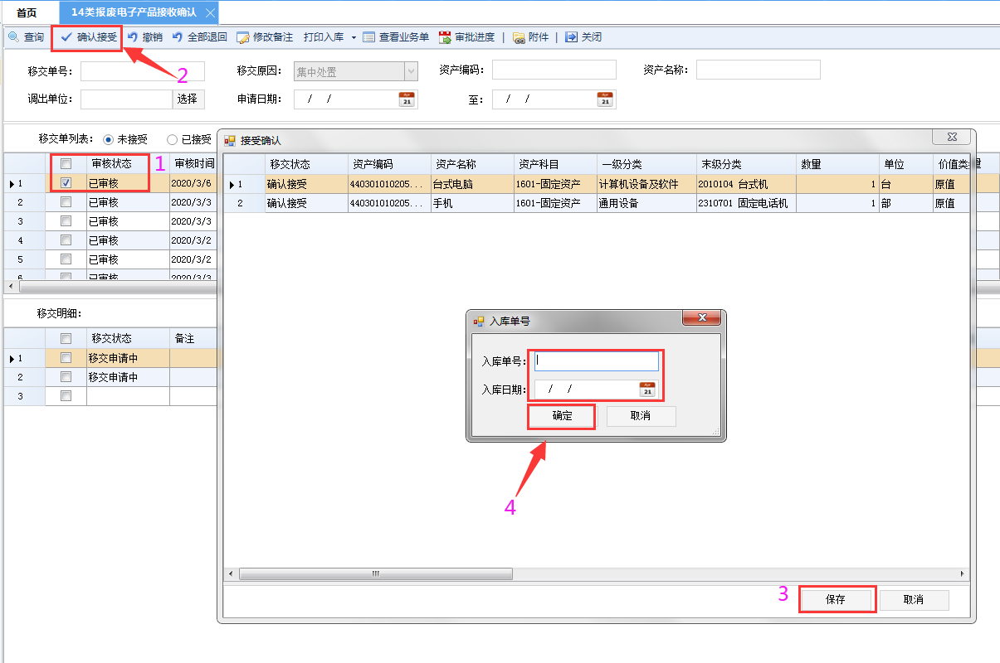 首页 14类报废电子产品接收确认
查询 确认接受 撤销 全部退回 修改备注 打印入库 查看业务单 审批进度 | 附件 | 关闭
2
移交单号: 移交原因: 集中处置 资产编码: 资产名称:
调出单位: 选择 申请日期: / / 21 至: / / 21
移交单列表: 未接受 已接受
审核状态 审核时间
1
1 已审核 2020/3/6
2 已审核 2020/3/3
3 已审核 2020/3/3
4 已审核 2020/3/2
5 已审核 2020/3/2
6 已审核 2020/3/3
移交明细:
移交状态 备注
1 移交申请中
2 移交申请中
3
接受确认
移交状态 资产编码 资产名称 资产科目 一级分类 末级分类 数量 单位 价值类
1 确认接受 440301010205... 台式电脑 1601-固定资产 计算机设备及软件 2010104 台式机 1 台 原值
2 确认接受 440301010205... 手机 1601-固定资产 通用设备 2310701 固定电话机 1 部 原值
入库单号
入库单号:
入库日期: / / 21
确定 取消
4
3
保存 取消